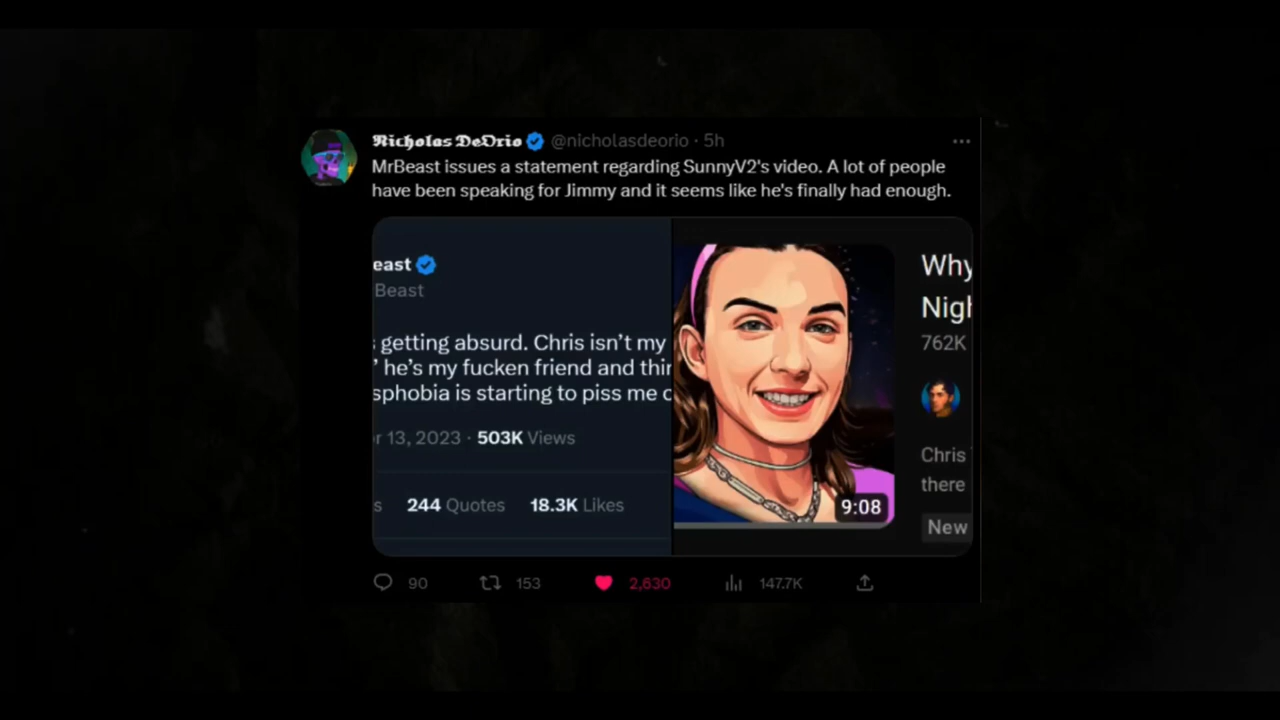 Nicholas DeOrio @nicholasdeorio · 5h
MrBeast issues a statement regarding SunnyV2's video. A lot of people
have been speaking for Jimmy and it seems like he's finally had enough.
east
Beast
getting absurd. Chris isn't my
he's my fucken friend and
sphobia is starting to piss me
13, 2023 · 503K Views
s 244 Quotes 18.3K Likes
9:08
Why
762K
Chris
there
New
90 153 2,630 147.7K